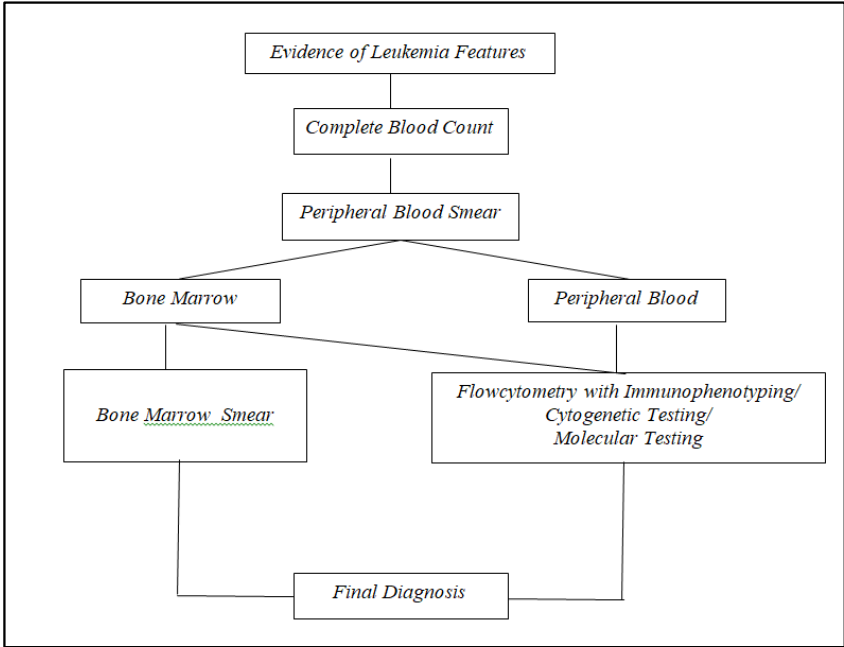 Evidence of Leukemia Features
Complete Blood Count
Peripheral Blood Smear
Bone Marrow
Peripheral Blood
Bone Marrow Smear
Flowcytometry with Immunophenotyping/
Cytogenetic Testing/
Molecular Testing
Final Diagnosis